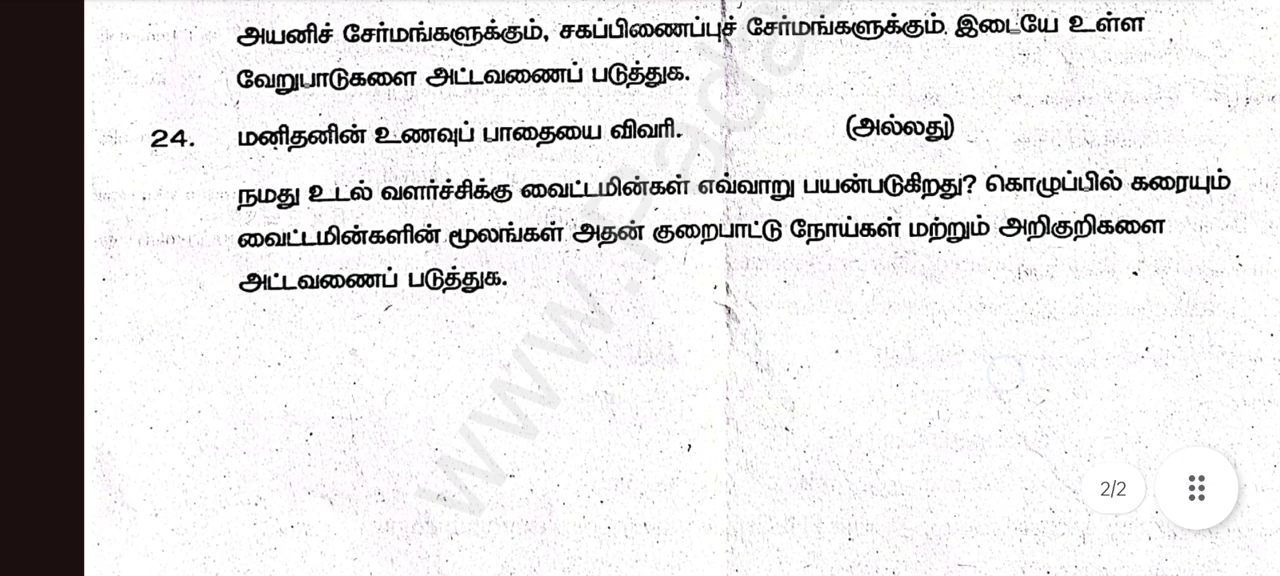 அயனிச் சேர்மங்களுக்கும், சகப்பிணைப்புச் சேர்மங்களுக்கும் இடையே உள்ள
வேறுபாடுகளை அட்டவணைப் படுத்துக.
24. மனிதனின் உணவுப் பாதையை விவரி. (அல்லது)
நமது உடல் வளர்ச்சிக்கு வைட்டமின்கள் எவ்வாறு பயன்படுகிறது? கொழுப்பில் கரையும்
வைட்டமின்களின் மூலங்கள் அதன் குறைபாட்டு நோய்கள் மற்றும் அறிகுறிகளை
அட்டவணைப் படுத்துக.
2/2